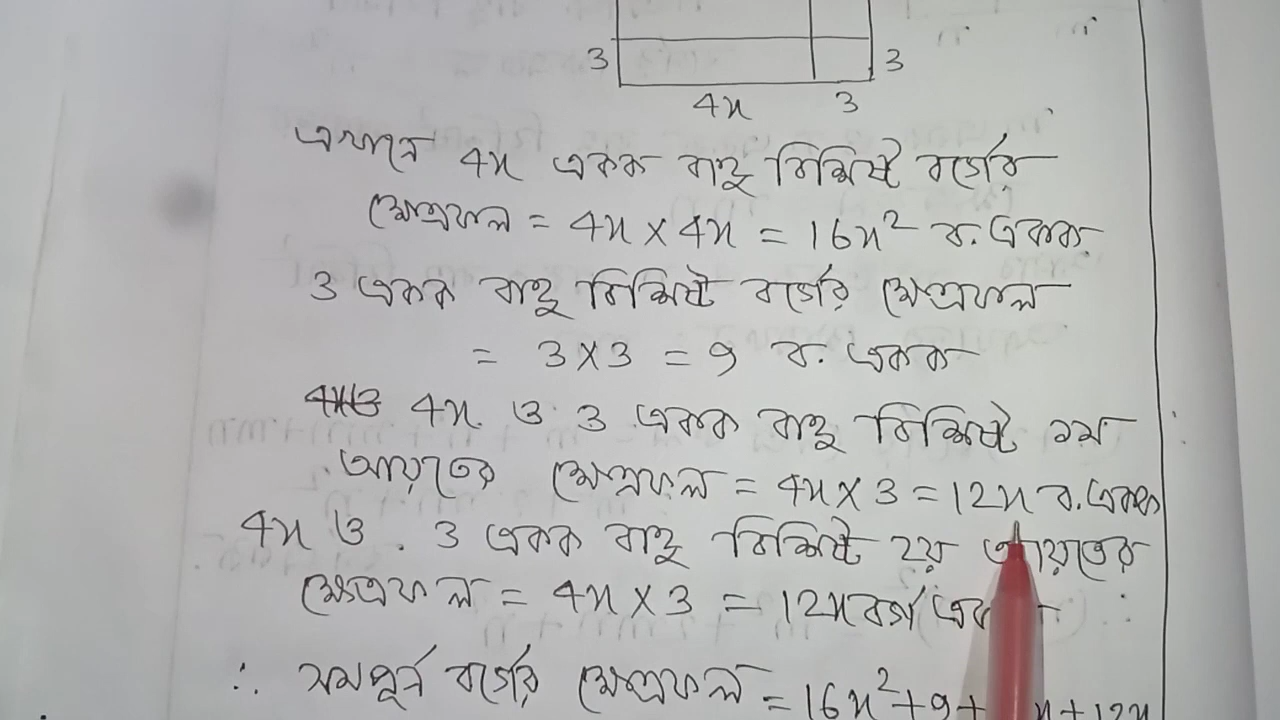 3 3
4x 3
এখানে 4x একক বাহু বিশিষ্ট বর্গের
ক্ষেত্রফল = 4x × 4x = 16x² ব. একক
3 একক বাহু বিশিষ্ট বর্গের ক্ষেত্রফল
= 3×3 = 9 ব. একক
4x ও 3 একক বাহু বিশিষ্ট ১ম
আয়তের ক্ষেত্রফল = 4x × 3 = 12x ব. একক
4x ও 3 একক বাহু বিশিষ্ট ২য় আয়তের
ক্ষেত্রফল = 4x × 3 = 12x বর্গ
∴ সম্পূর্ন বর্গের ক্ষেত্রফল = 16x² + 9 + x + 12x